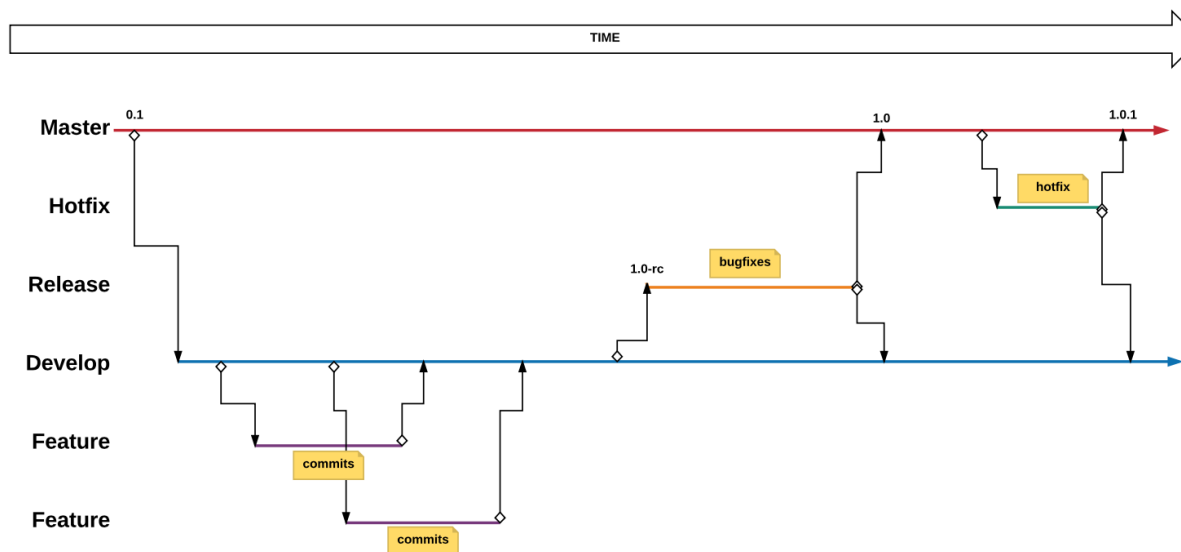 TIME
0.1
Master
1.0
1.0.1
hotfix
Hotfix
bugfixes
1.0-rc
Release
Develop
Feature
commits
Feature
commits